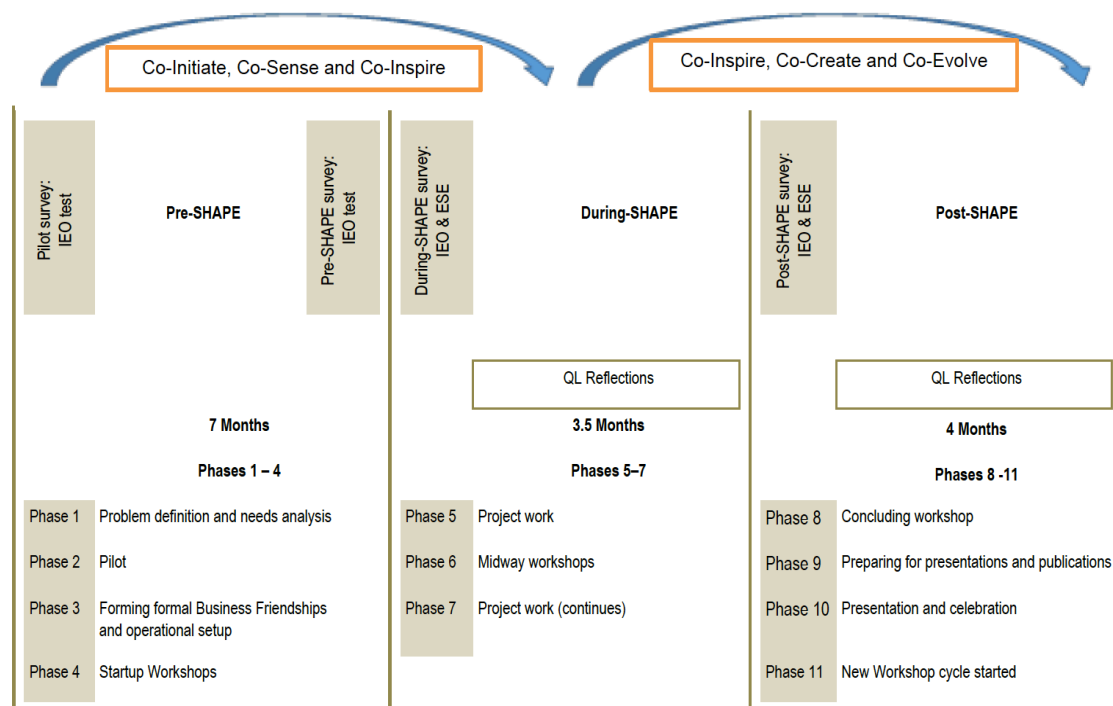 Co-Initiate, Co-Sense and Co-Inspire
Co-Inspire, Co-Create and Co-Evolve
Pilot survey:
IEO test
Pre-SHAPE
Pre-SHAPE survey:
IEO test
During-SHAPE survey:
IEO & ESE
During-SHAPE
Post-SHAPE survey:
IEO & ESE
Post-SHAPE
QL Reflections
QL Reflections
7 Months
3.5 Months
4 Months
Phases 1 – 4
Phases 5–7
Phases 8 -11
Phase 1
Problem definition and needs analysis
Phase 2
Pilot
Phase 3
Forming formal Business Friendships
and operational setup
Phase 4
Startup Workshops
Phase 5
Project work
Phase 6
Midway workshops
Phase 7
Project work (continues)
Phase 8
Concluding workshop
Phase 9
Preparing for presentations and publications
Phase 10
Presentation and celebration
Phase 11
New Workshop cycle started